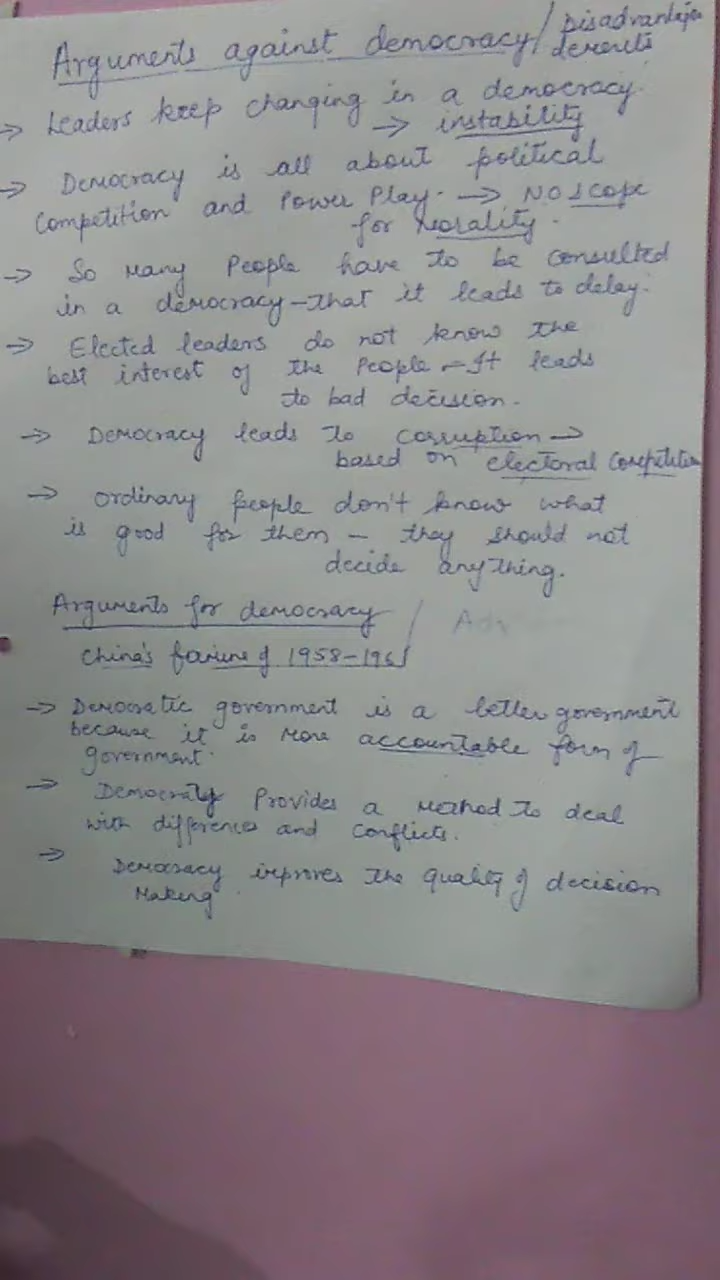 Arguments against democracy / Disadvantages
demerits
→ Leaders keep changing in a democracy.
→ instability
→ Democracy is all about political
Competition and Power Play. → NO scope
for Morality.
→ So Many People have to be consulted
in a democracy - that it leads to delay.
→ Elected leaders do not know the
best interest of the People - It leads
to bad decision.
→ Democracy leads to corruption →
based on electoral Competition
→ ordinary people don't know what
is good for them - they should not
decide anything.
Arguments for democracy / Adv
China's famine of 1958-1961
→ Democratic government is a better government
because it is More accountable form of
government.
→ Democracy Provides a Method to deal
with differences and Conflicts.
→ Democracy improves the quality of decision
Making